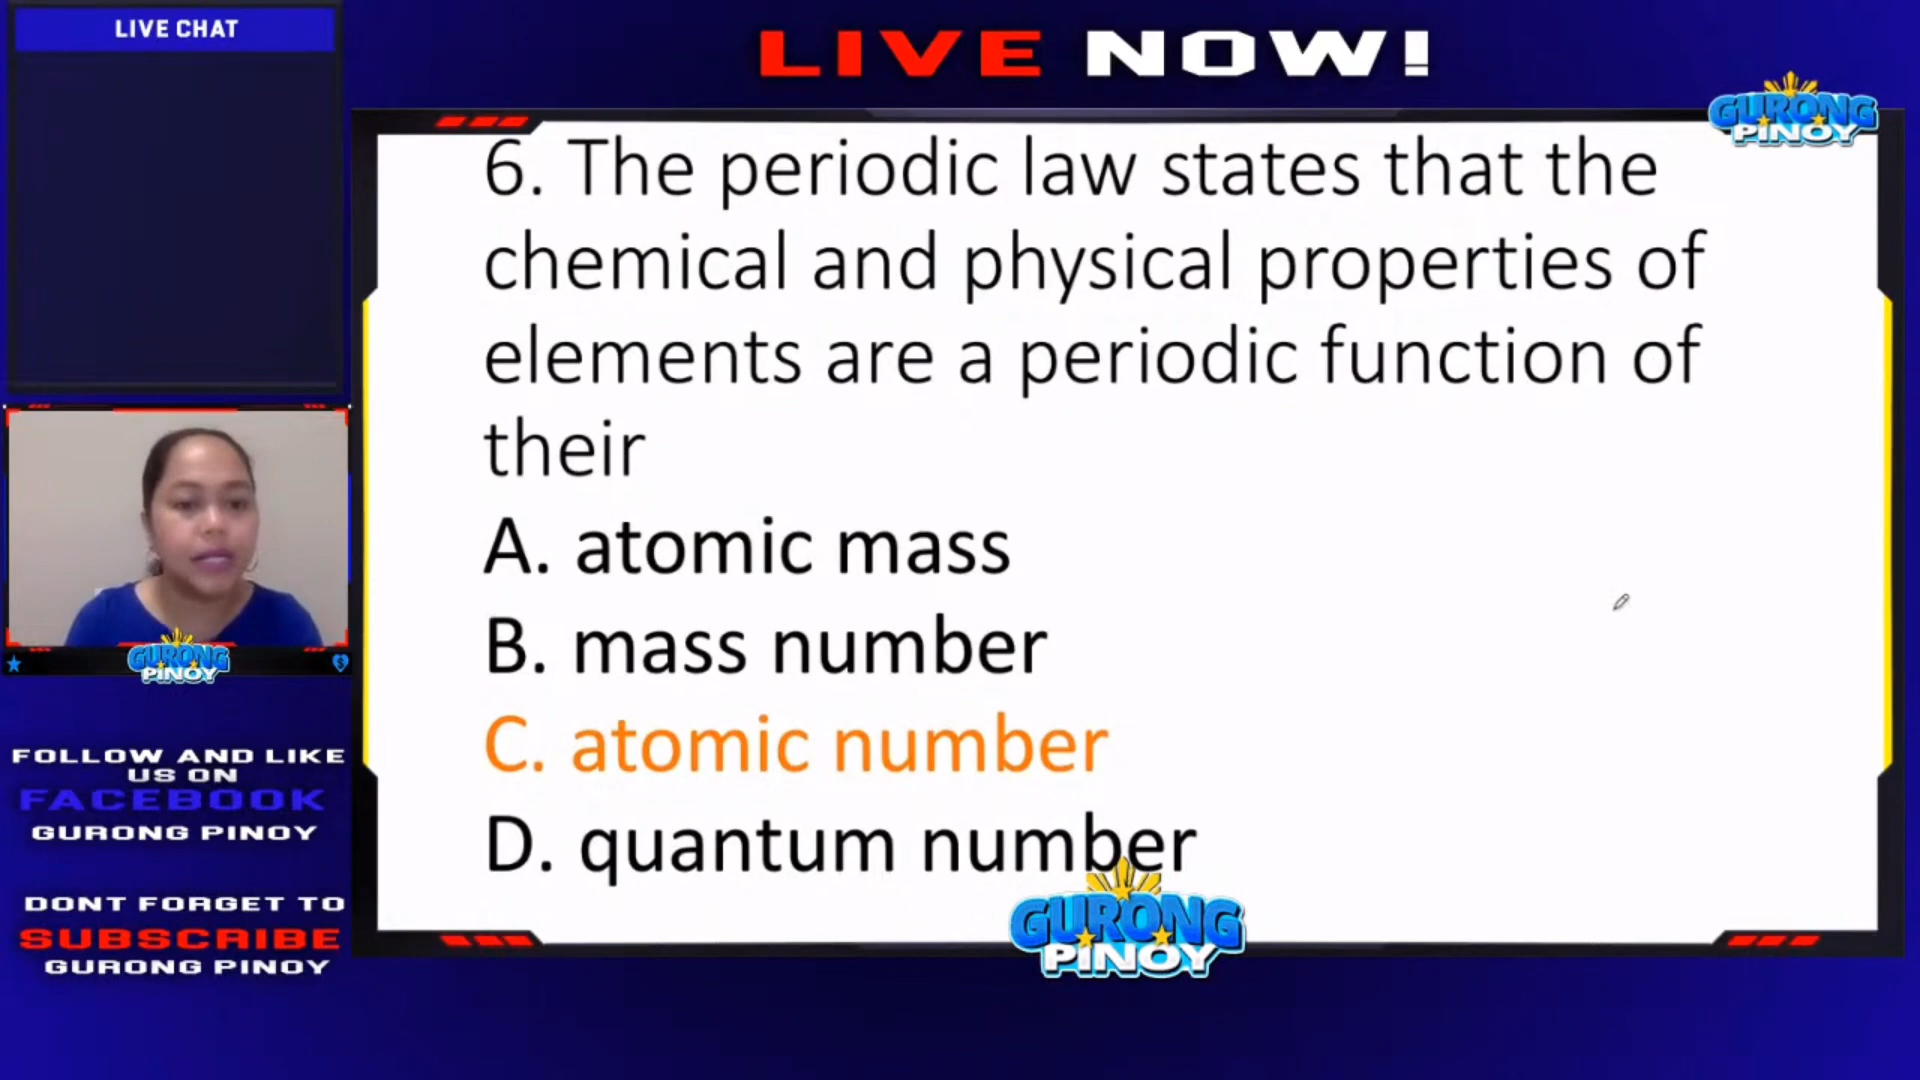 LIVE CHAT
LIVE NOW!
GURONG
PINOY
6. The periodic law states that the
chemical and physical properties of
elements are a periodic function of
their
A. atomic mass
B. mass number
C. atomic number
D. quantum number
GURONG
PINOY
GURONG
PINOY
FOLLOW AND LIKE
US ON
FACEBOOK
GURONG PINOY
DONT FORGET TO
SUBSCRIBE
GURONG PINOY